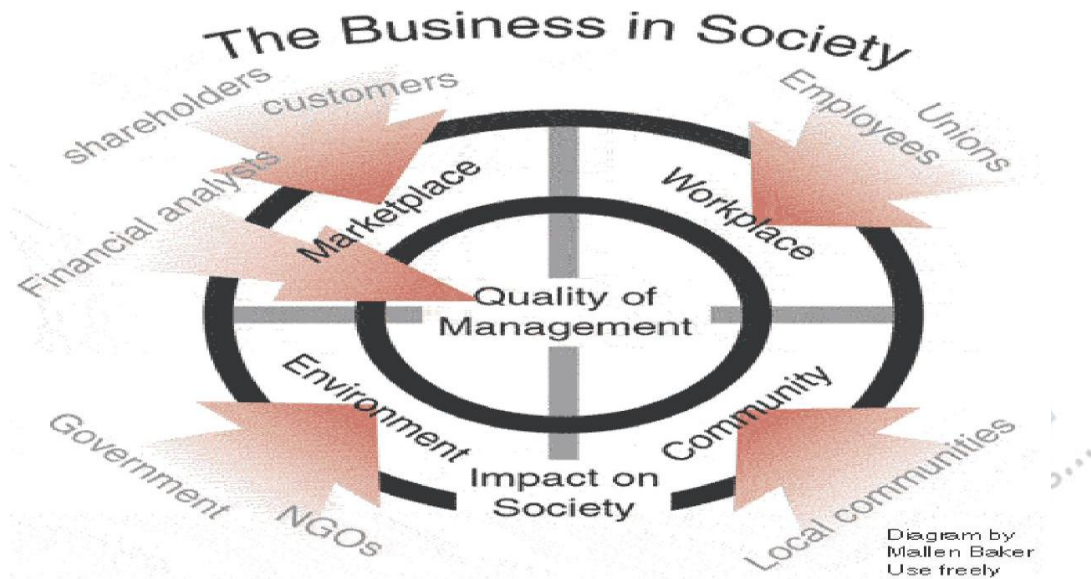 The Business in Society
shareholders
customers
Employees
Unions
Financial analysts
Marketplace
Workplace
Quality of
Management
Environment
Community
Impact on
Society
Government
NGOs
Local communities
Diagram by
Mallen Baker
Use freely